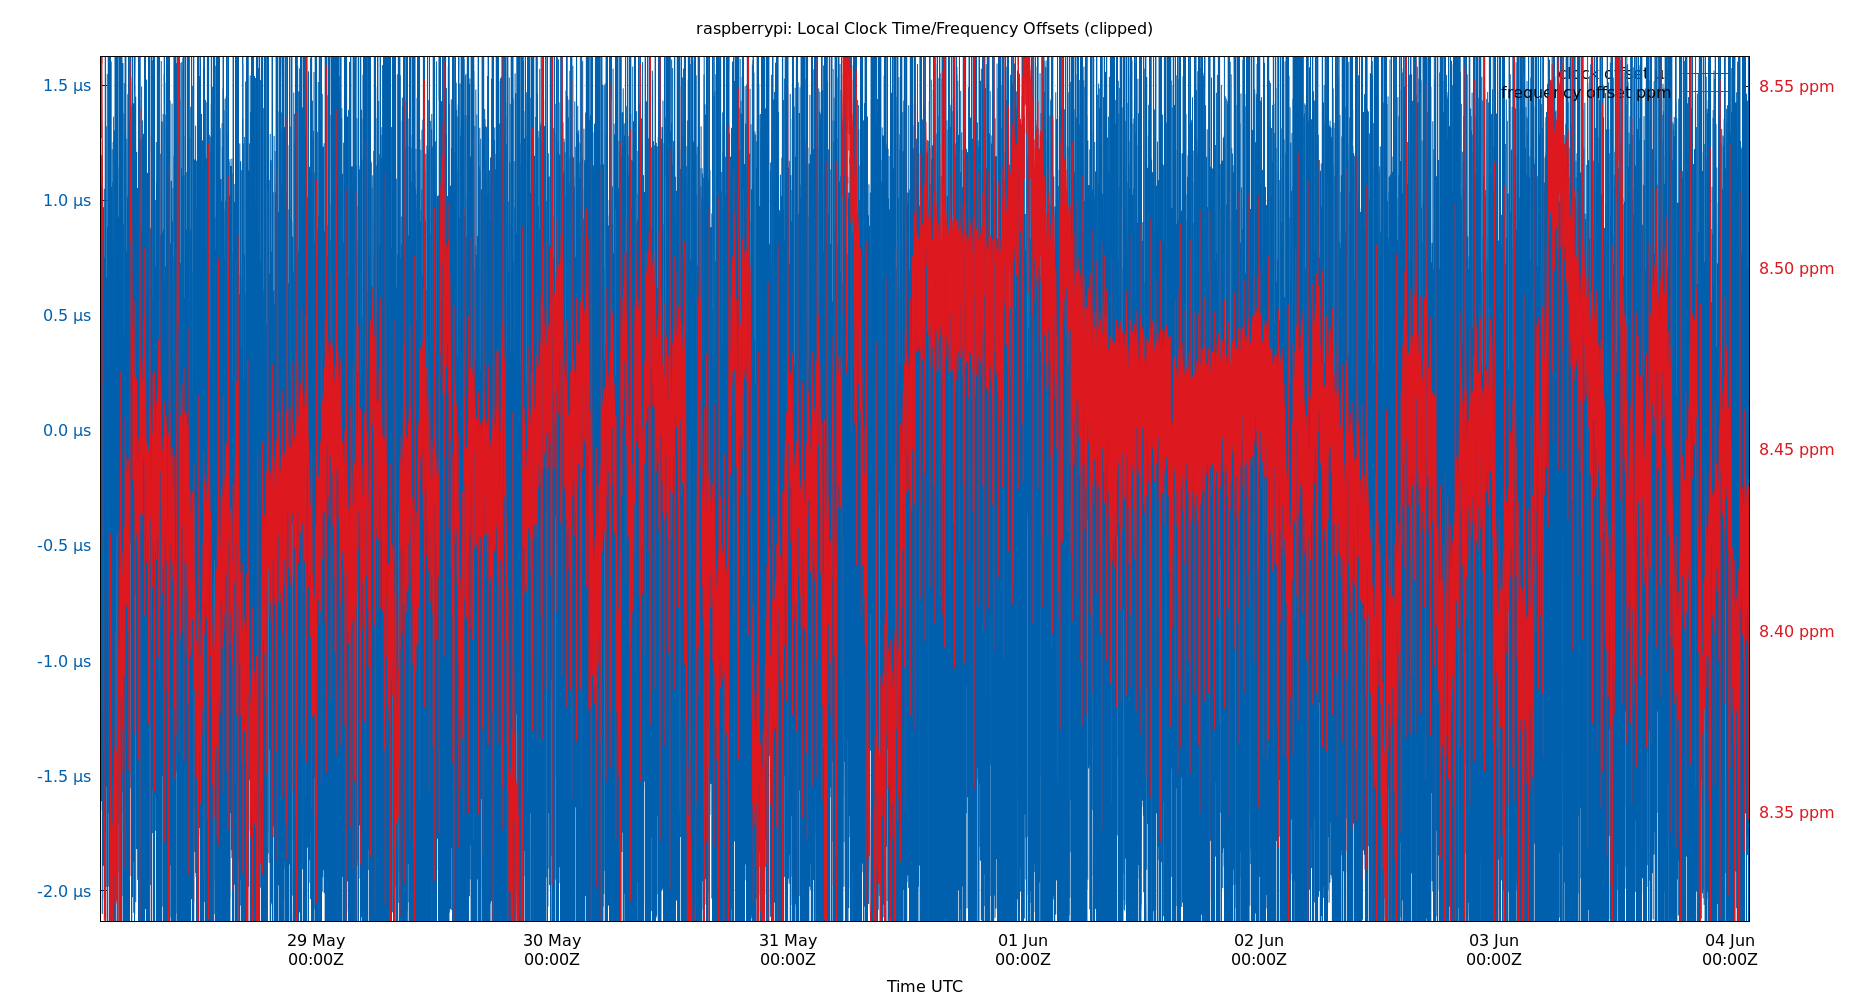 raspberrypi: Local Clock Time/Frequency Offsets (clipped)
clock offset µs
frequency offset ppm
1.5 µs
1.0 µs
0.5 µs
0.0 µs
-0.5 µs
-1.0 µs
-1.5 µs
-2.0 µs
8.55 ppm
8.50 ppm
8.45 ppm
8.40 ppm
8.35 ppm
29 May
00:00Z
30 May
00:00Z
31 May
00:00Z
01 Jun
00:00Z
02 Jun
00:00Z
03 Jun
00:00Z
04 Jun
00:00Z
Time UTC